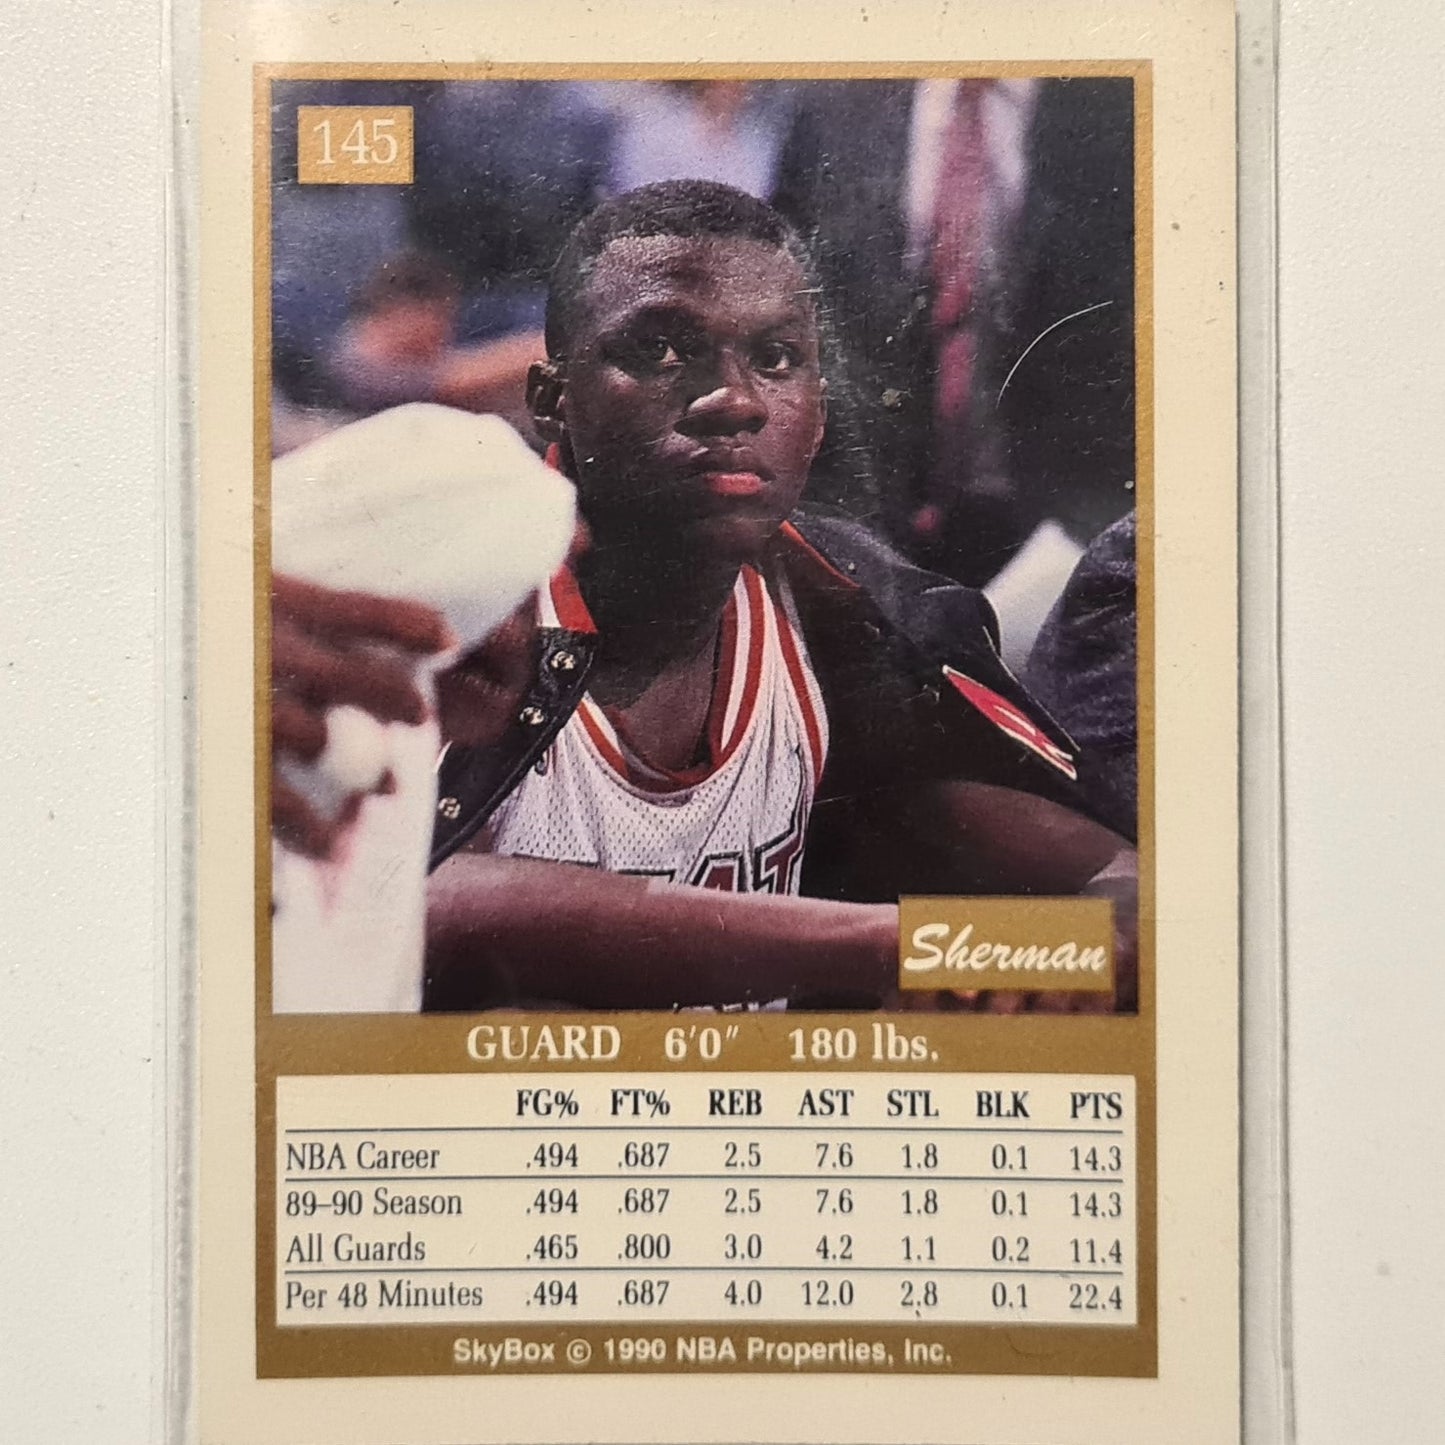 145
HEAT
Sherman
GUARD 6'0" 180 lbs.
FG% FT% REB AST STL BLK PTS
NBA Career .494 .687 2.5 7.6 1.8 0.1 14.3
89–90 Season .494 .687 2.5 7.6 1.8 0.1 14.3
All Guards .465 .800 3.0 4.2 1.1 0.2 11.4
Per 48 Minutes .494 .687 4.0 12.0 2.8 0.1 22.4
SkyBox © 1990 NBA Properties, Inc.